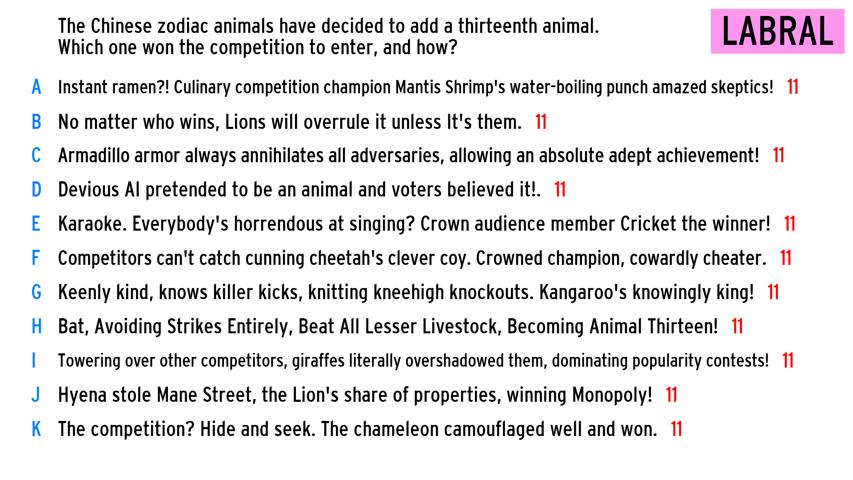 The Chinese zodiac animals have decided to add a thirteenth animal.
Which one won the competition to enter, and how?
LABRAL
A Instant ramen?! Culinary competition champion Mantis Shrimp's water-boiling punch amazed skeptics! 11
B No matter who wins, Lions will overrule it unless It's them. 11
C Armadillo armor always annihilates all adversaries, allowing an absolute adept achievement! 11
D Devious AI pretended to be an animal and voters believed it!. 11
E Karaoke. Everybody's horrendous at singing? Crown audience member Cricket the winner! 11
F Competitors can't catch cunning cheetah's clever coy. Crowned champion, cowardly cheater. 11
G Keenly kind, knows killer kicks, knitting kneehigh knockouts. Kangaroo's knowingly king! 11
H Bat, Avoiding Strikes Entirely, Beat All Lesser Livestock, Becoming Animal Thirteen! 11
I Towering over other competitors, giraffes literally overshadowed them, dominating popularity contests! 11
J Hyena stole Mane Street, the Lion's share of properties, winning Monopoly! 11
K The competition? Hide and seek. The chameleon camouflaged well and won. 11